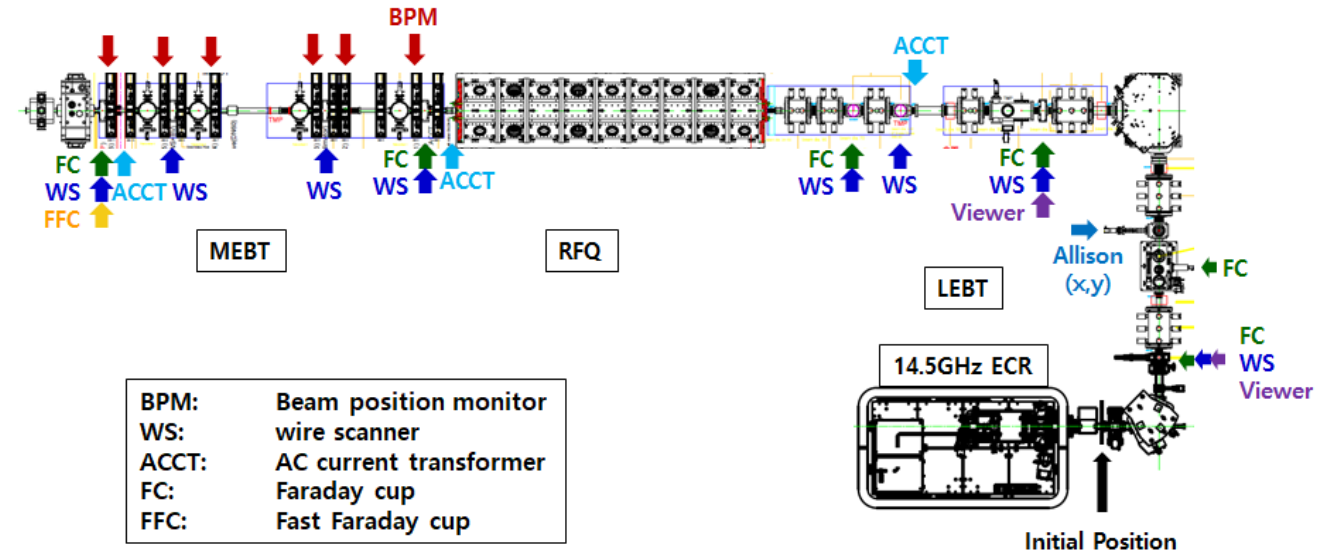 BPM
ACCT
TMP
TMP
FC
WS
FFC
ACCT
WS
WS
FC
WS
ACCT
FC
WS
WS
FC
WS
Viewer
MEBT
RFQ
LEBT
Allison
(x,y)
FC
FC
WS
Viewer
14.5GHz ECR
BPM: Beam position monitor
WS: wire scanner
ACCT: AC current transformer
FC: Faraday cup
FFC: Fast Faraday cup
Initial Position